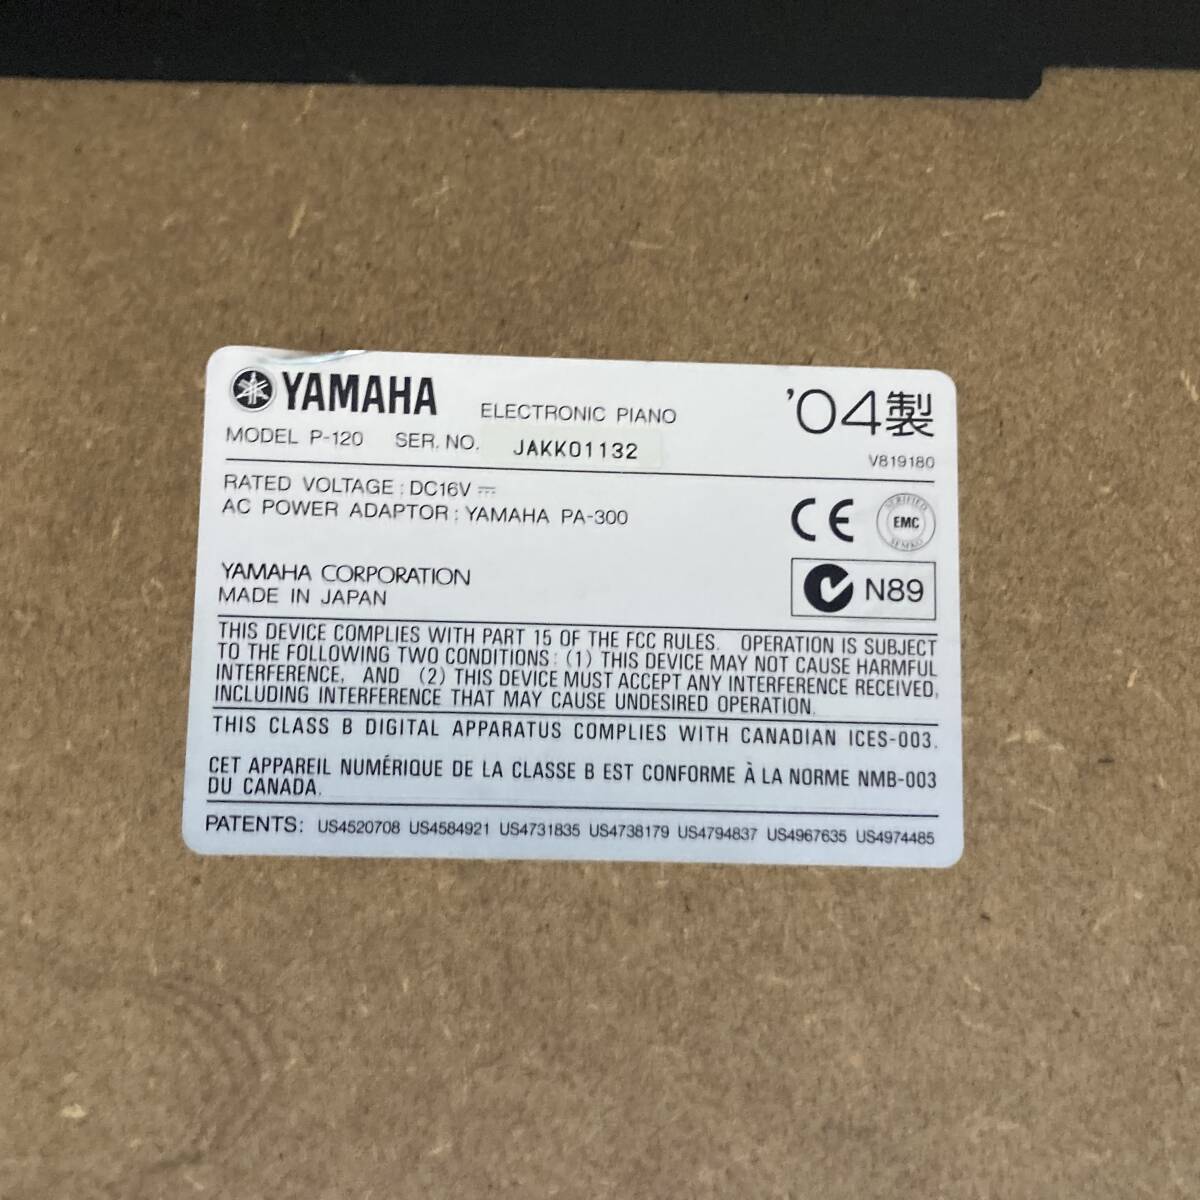 YAMAHA ELECTRONIC PIANO '04製
MODEL P-120 SER. NO. JAKK01132 V819180
RATED VOLTAGE : DC16V
AC POWER ADAPTOR : YAMAHA PA-300
CE CERTIFIED EMC SEMKO
YAMAHA CORPORATION
MADE IN JAPAN
N89
THIS DEVICE COMPLIES WITH PART 15 OF THE FCC RULES. OPERATION IS SUBJECT
TO THE FOLLOWING TWO CONDITIONS : (1) THIS DEVICE MAY NOT CAUSE HARMFUL
INTERFERENCE, AND (2) THIS DEVICE MUST ACCEPT ANY INTERFERENCE RECEIVED,
INCLUDING INTERFERENCE THAT MAY CAUSE UNDESIRED OPERATION.
THIS CLASS B DIGITAL APPARATUS COMPLIES WITH CANADIAN ICES-003.
CET APPAREIL NUMÉRIQUE DE LA CLASSE B EST CONFORME À LA NORME NMB-003
DU CANADA.
PATENTS: US4520708 US4584921 US4731835 US4738179 US4794837 US4967635 US4974485